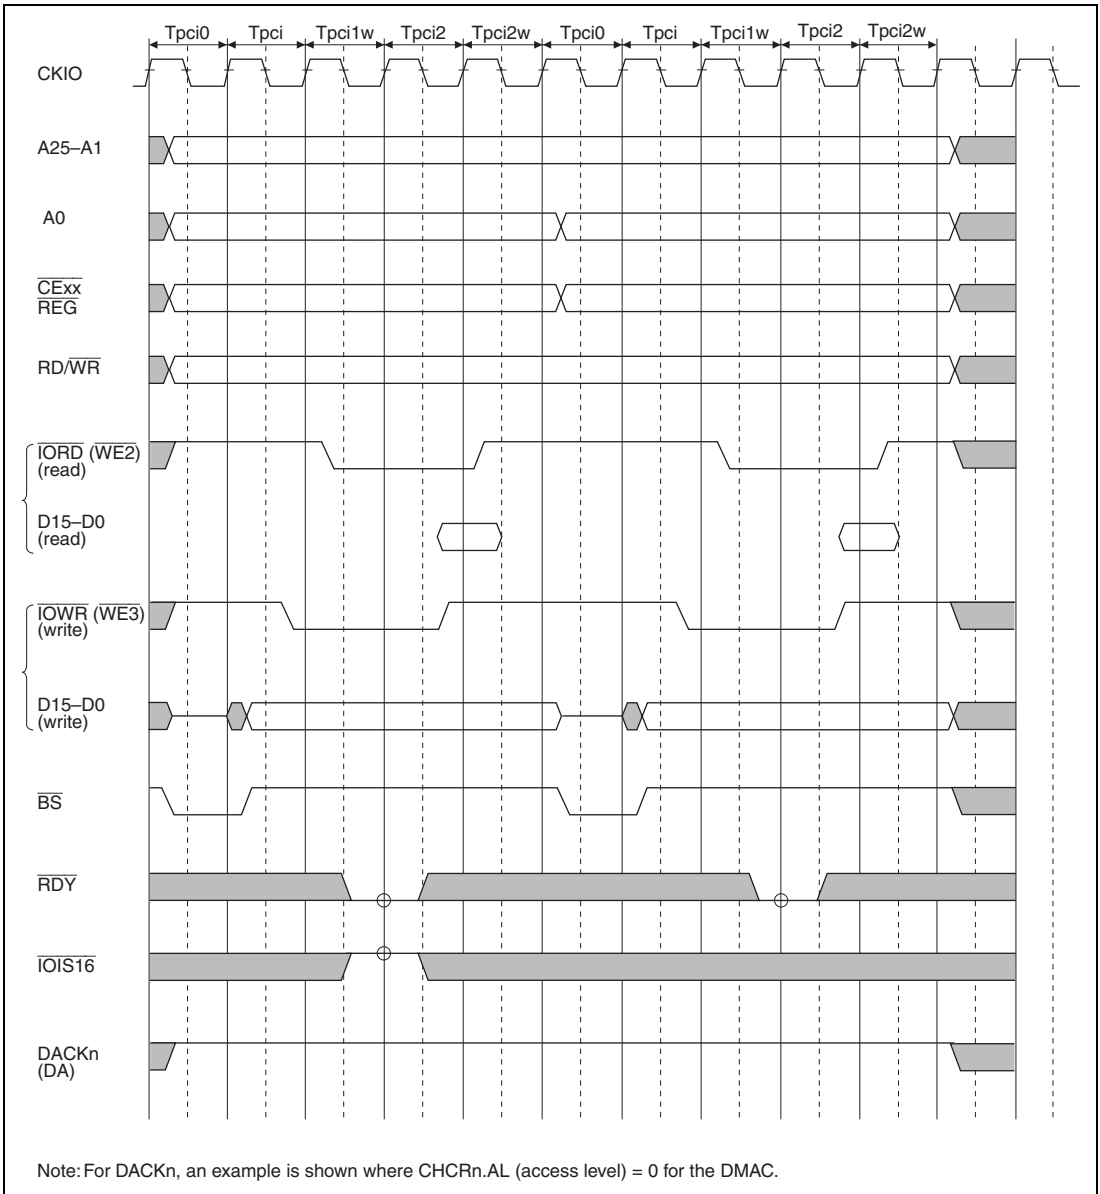 Tpci0 Tpci Tpci1w Tpci2 Tpci2w Tpci0 Tpci Tpci1w Tpci2 Tpci2w
CKIO
A25–A1
A0
CExx
REG
RD/WR
IORD (WE2)
(read)
D15–D0
(read)
IOWR (WE3)
(write)
D15–D0
(write)
BS
RDY
IOIS16
DACKn
(DA)
Note: For DACKn, an example is shown where CHCRn.AL (access level) = 0 for the DMAC.